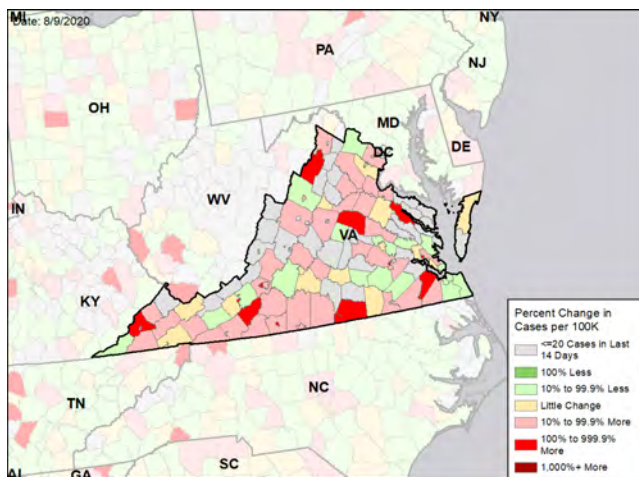 MI
Date: 8/9/2020
NY
PA
NJ
OH
MD
DE
DC
WV
IN
VA
KY
Percent Change in
Cases per 100K
<=20 Cases in Last
14 Days
100% Less
10% to 99.9% Less
Little Change
10% to 99.9% More
100% to 999.9%
More
1,000%+ More
TN
NC
SC
AL
GA